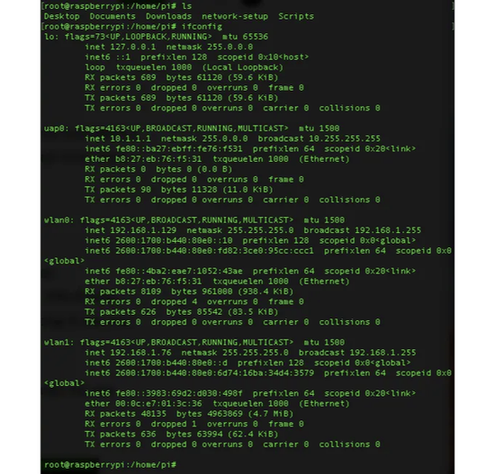 [root@raspberrypi:/home/pi# ls
Desktop Documents Downloads network-setup Scripts
[root@raspberrypi:/home/pi# ifconfig
lo: flags=73<UP,LOOPBACK,RUNNING> mtu 65536
inet 127.0.0.1 netmask 255.0.0.0
inet6 ::1 prefixlen 128 scopeid 0x10<host>
loop txqueuelen 1000 (Local Loopback)
RX packets 689 bytes 61120 (59.6 KiB)
RX errors 0 dropped 0 overruns 0 frame 0
TX packets 689 bytes 61120 (59.6 KiB)
TX errors 0 dropped 0 overruns 0 carrier 0 collisions 0
uap0: flags=4163<UP,BROADCAST,RUNNING,MULTICAST> mtu 1500
inet 10.1.1.1 netmask 255.0.0.0 broadcast 10.255.255.255
inet6 fe80::ba27:ebff:fe76:f531 prefixlen 64 scopeid 0x20<link>
ether b8:27:eb:76:f5:31 txqueuelen 1000 (Ethernet)
RX packets 0 bytes 0 (0.0 B)
RX errors 0 dropped 0 overruns 0 frame 0
TX packets 90 bytes 11328 (11.0 KiB)
TX errors 0 dropped 0 overruns 0 carrier 0 collisions 0
wlan0: flags=4163<UP,BROADCAST,RUNNING,MULTICAST> mtu 1500
inet 192.168.1.129 netmask 255.255.255.0 broadcast 192.168.1.255
inet6 2600:1700:b440:80e0::10 prefixlen 128 scopeid 0x0<global>
inet6 2600:1700:b440:80e0:fd82:3ce0:95cc:ccc1 prefixlen 64 scopeid 0x0
<global>
inet6 fe80::4ba2:eae7:1052:43ae prefixlen 64 scopeid 0x20<link>
ether b8:27:eb:76:f5:31 txqueuelen 1000 (Ethernet)
RX packets 8189 bytes 961000 (938.4 KiB)
RX errors 0 dropped 4 overruns 0 frame 0
TX packets 626 bytes 85542 (83.5 KiB)
TX errors 0 dropped 0 overruns 0 carrier 0 collisions 0
wlan1: flags=4163<UP,BROADCAST,RUNNING,MULTICAST> mtu 1500
inet 192.168.1.76 netmask 255.255.255.0 broadcast 192.168.1.255
inet6 2600:1700:b440:80e0::d prefixlen 128 scopeid 0x0<global>
inet6 2600:1700:b440:80e0:6d74:16ba:34d4:3579 prefixlen 64 scopeid 0x0
<global>
inet6 fe80::3983:69d2:d030:498f prefixlen 64 scopeid 0x20<link>
ether 00:0c:e7:01:3c:36 txqueuelen 1000 (Ethernet)
RX packets 48135 bytes 4963869 (4.7 MiB)
RX errors 0 dropped 1 overruns 0 frame 0
TX packets 636 bytes 63994 (62.4 KiB)
TX errors 0 dropped 0 overruns 0 carrier 0 collisions 0
root@raspberrypi:/home/pi#